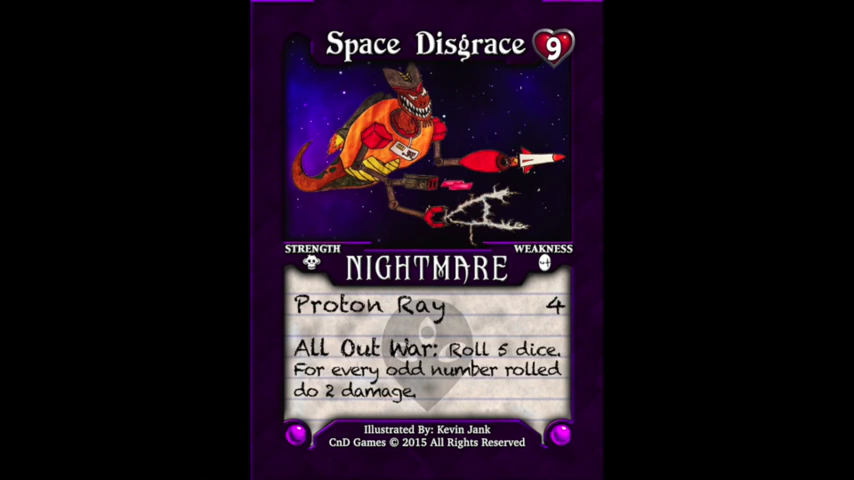 Space Disgrace 9
STRENGTH WEAKNESS
NIGHTMARE
Proton Ray 4
All Out War: Roll 5 dice.
For every odd number rolled
do 2 damage.
Illustrated By: Kevin Jank
CnD Games © 2015 All Rights Reserved